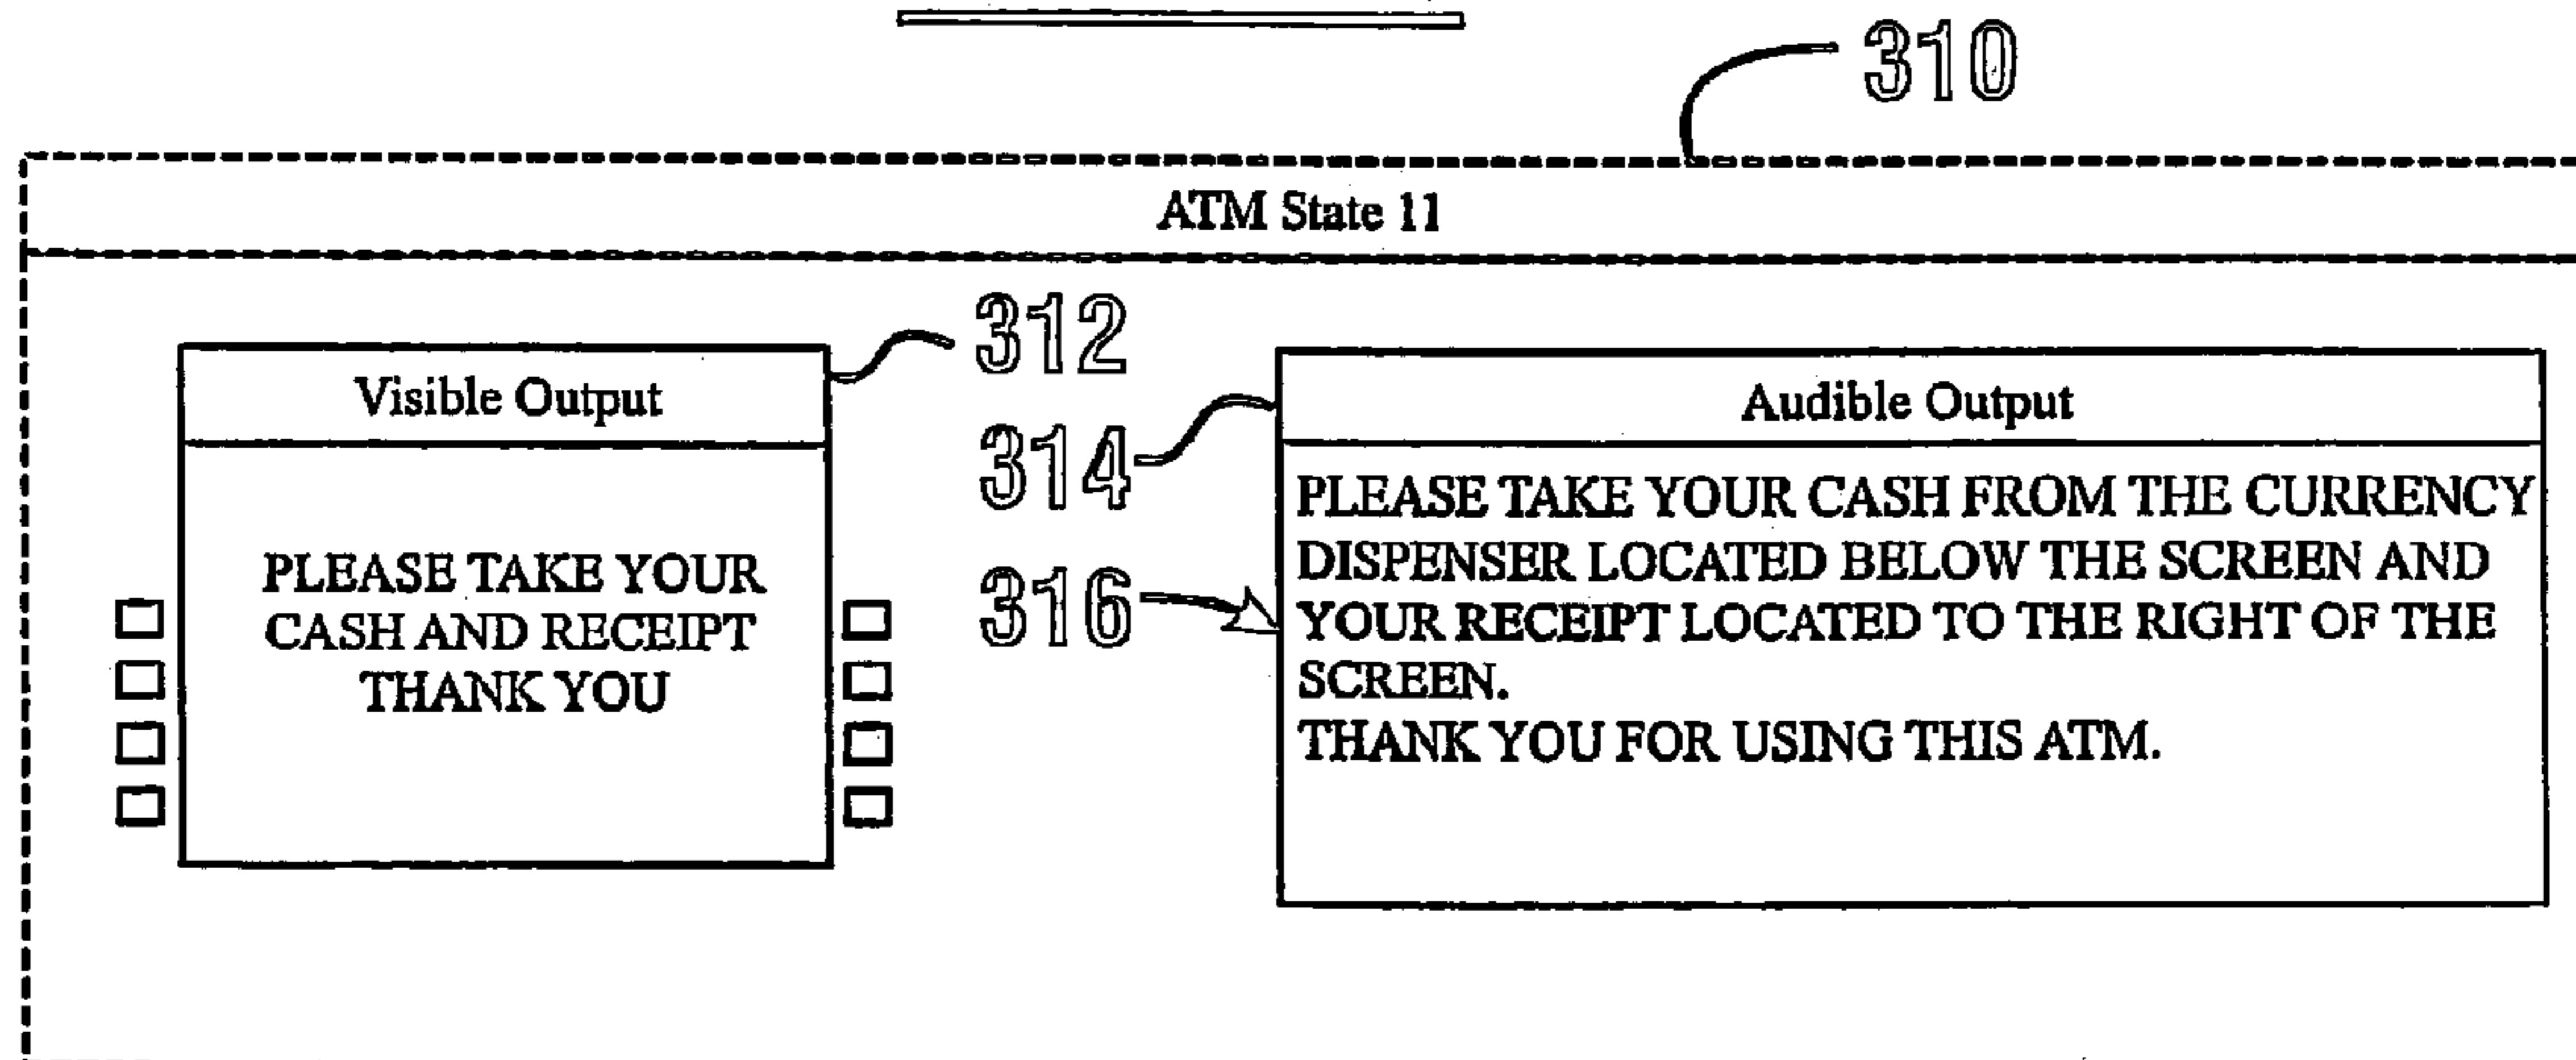 310
ATM State 11
312
Visible Output
PLEASE TAKE YOUR
CASH AND RECEIPT
THANK YOU
314
316
Audible Output
PLEASE TAKE YOUR CASH FROM THE CURRENCY
DISPENSER LOCATED BELOW THE SCREEN AND
YOUR RECEIPT LOCATED TO THE RIGHT OF THE
SCREEN.
THANK YOU FOR USING THIS ATM.